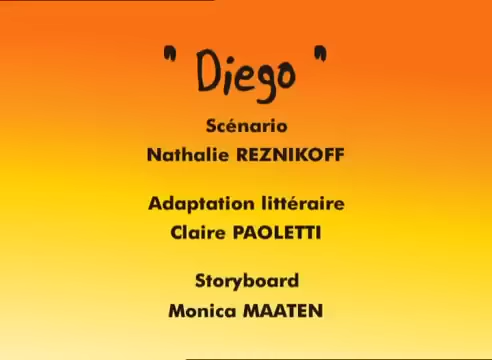 " Diego "
Scénario
Nathalie REZNIKOFF
Adaptation littéraire
Claire PAOLETTI
Storyboard
Monica MAATEN